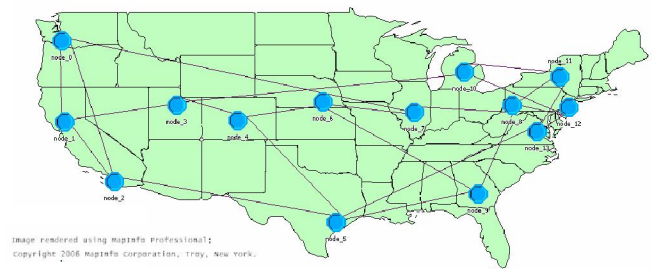 node_0
node_11
node_10
node_3
node_6
node_7
node_8
node_12
node_1
node_4
node_13
node_2
node_9
node_5
Image rendered using MapInfo Professional;
Copyright 2006 MapInfo Corporation, Troy, New York.